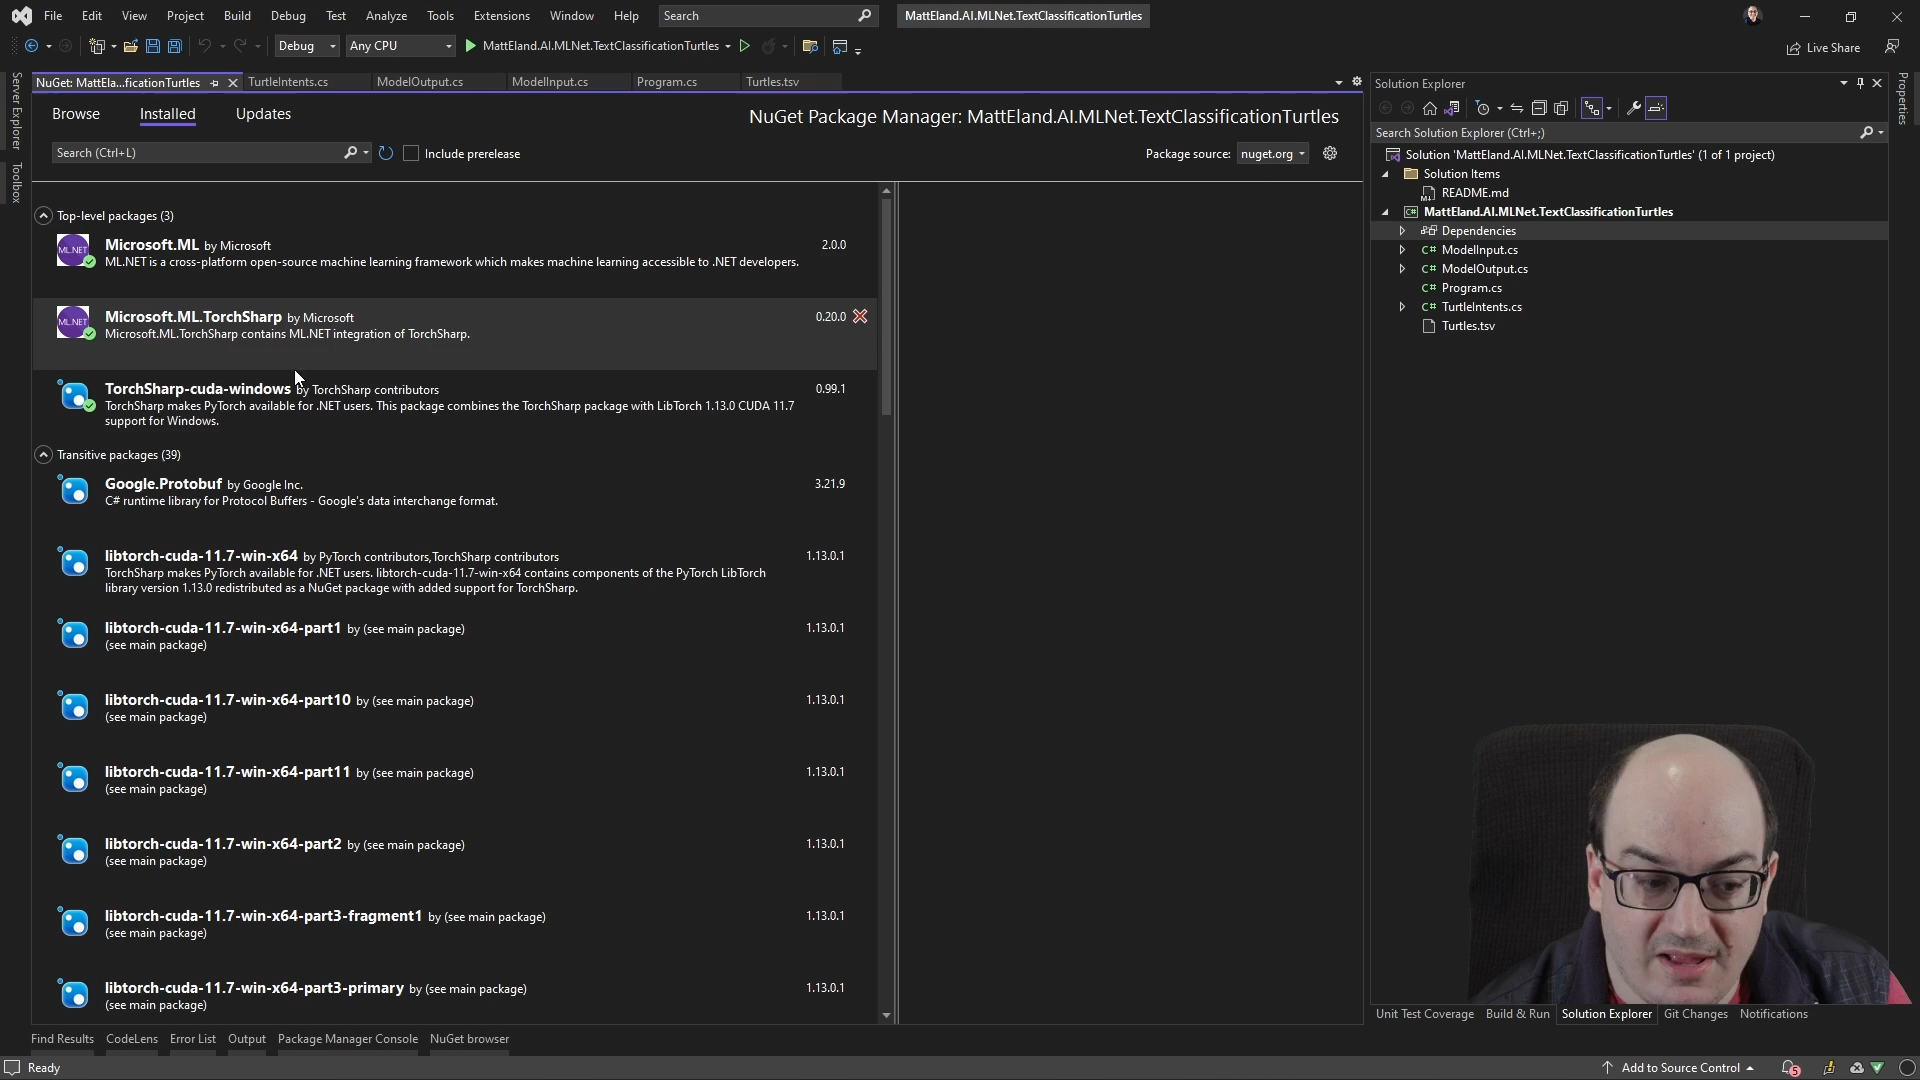 File Edit View Project Build Debug Test Analyze Tools Extensions Window Help Search MattEland.AI.MLNet.TextClassificationTurtles
Debug Any CPU MattEland.AI.MLNet.TextClassificationTurtles Live Share
Server Explorer
Toolbox
NuGet: MattEla...ficationTurtles TurtleIntents.cs ModelOutput.cs ModelInput.cs Program.cs Turtles.tsv
Browse Installed Updates NuGet Package Manager: MattEland.AI.MLNet.TextClassificationTurtles
Search (Ctrl+L) Include prerelease Package source: nuget.org
Top-level packages (3)
ML.NET
Microsoft.ML by Microsoft 2.0.0
ML.NET is a cross-platform open-source machine learning framework which makes machine learning accessible to .NET developers.
ML.NET
Microsoft.ML.TorchSharp by Microsoft 0.20.0
Microsoft.ML.TorchSharp contains ML.NET integration of TorchSharp.
TorchSharp-cuda-windows by TorchSharp contributors 0.99.1
TorchSharp makes PyTorch available for .NET users. This package combines the TorchSharp package with LibTorch 1.13.0 CUDA 11.7
support for Windows.
Transitive packages (39)
Google.Protobuf by Google Inc. 3.21.9
C# runtime library for Protocol Buffers - Google's data interchange format.
libtorch-cuda-11.7-win-x64 by PyTorch contributors,TorchSharp contributors 1.13.0.1
TorchSharp makes PyTorch available for .NET users. libtorch-cuda-11.7-win-x64 contains components of the PyTorch LibTorch
library version 1.13.0 redistributed as a NuGet package with added support for TorchSharp.
libtorch-cuda-11.7-win-x64-part1 by (see main package) 1.13.0.1
(see main package)
libtorch-cuda-11.7-win-x64-part10 by (see main package) 1.13.0.1
(see main package)
libtorch-cuda-11.7-win-x64-part11 by (see main package) 1.13.0.1
(see main package)
libtorch-cuda-11.7-win-x64-part2 by (see main package) 1.13.0.1
(see main package)
libtorch-cuda-11.7-win-x64-part3-fragment1 by (see main package) 1.13.0.1
(see main package)
libtorch-cuda-11.7-win-x64-part3-primary by (see main package) 1.13.0.1
(see main package)
Solution Explorer
Search Solution Explorer (Ctrl+;)
Solution 'MattEland.AI.MLNet.TextClassificationTurtles' (1 of 1 project)
Solution Items
README.md
C# MattEland.AI.MLNet.TextClassificationTurtles
Dependencies
C# ModelInput.cs
C# ModelOutput.cs
C# Program.cs
C# TurtleIntents.cs
Turtles.tsv
Properties
Unit Test Coverage Build & Run Solution Explorer Git Changes Notifications
Find Results CodeLens Error List Output Package Manager Console NuGet browser
Ready Add to Source Control 5